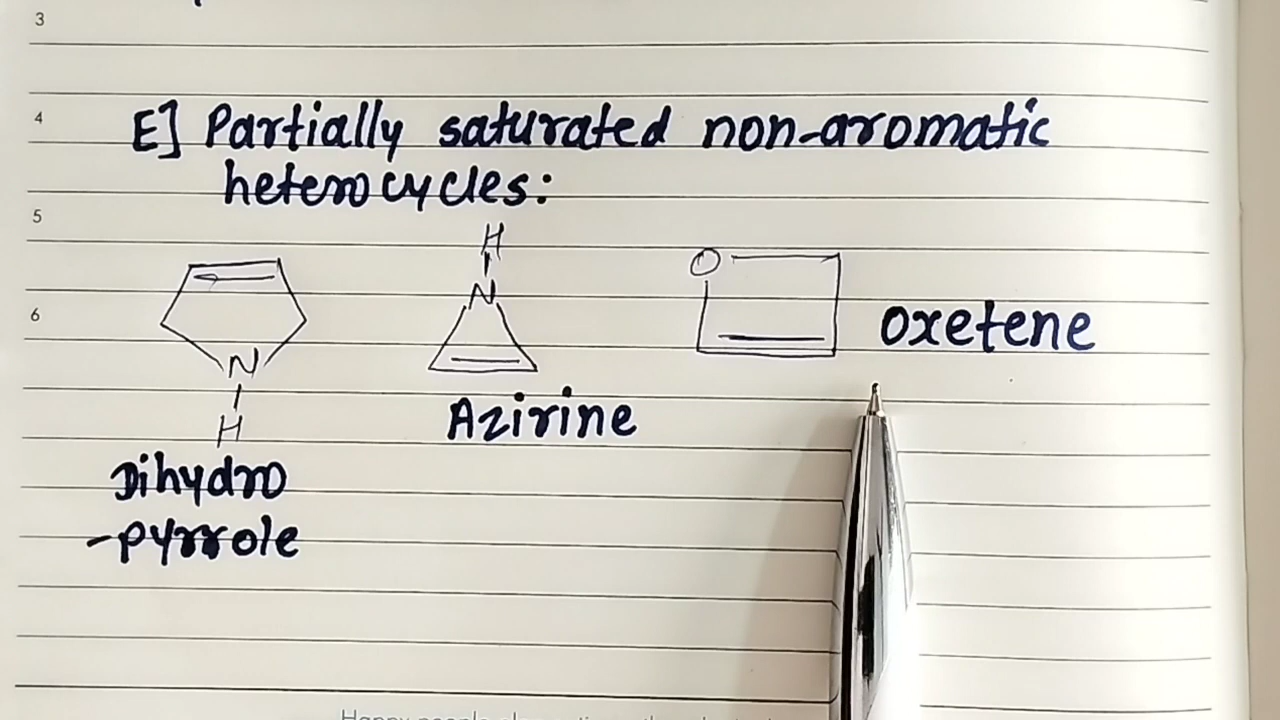 3
4
E] Partially saturated non-aromatic
heterocycles:
5
H
N
O
6
oxetene
N
H
Azirine
Dihydro
-pyrrole